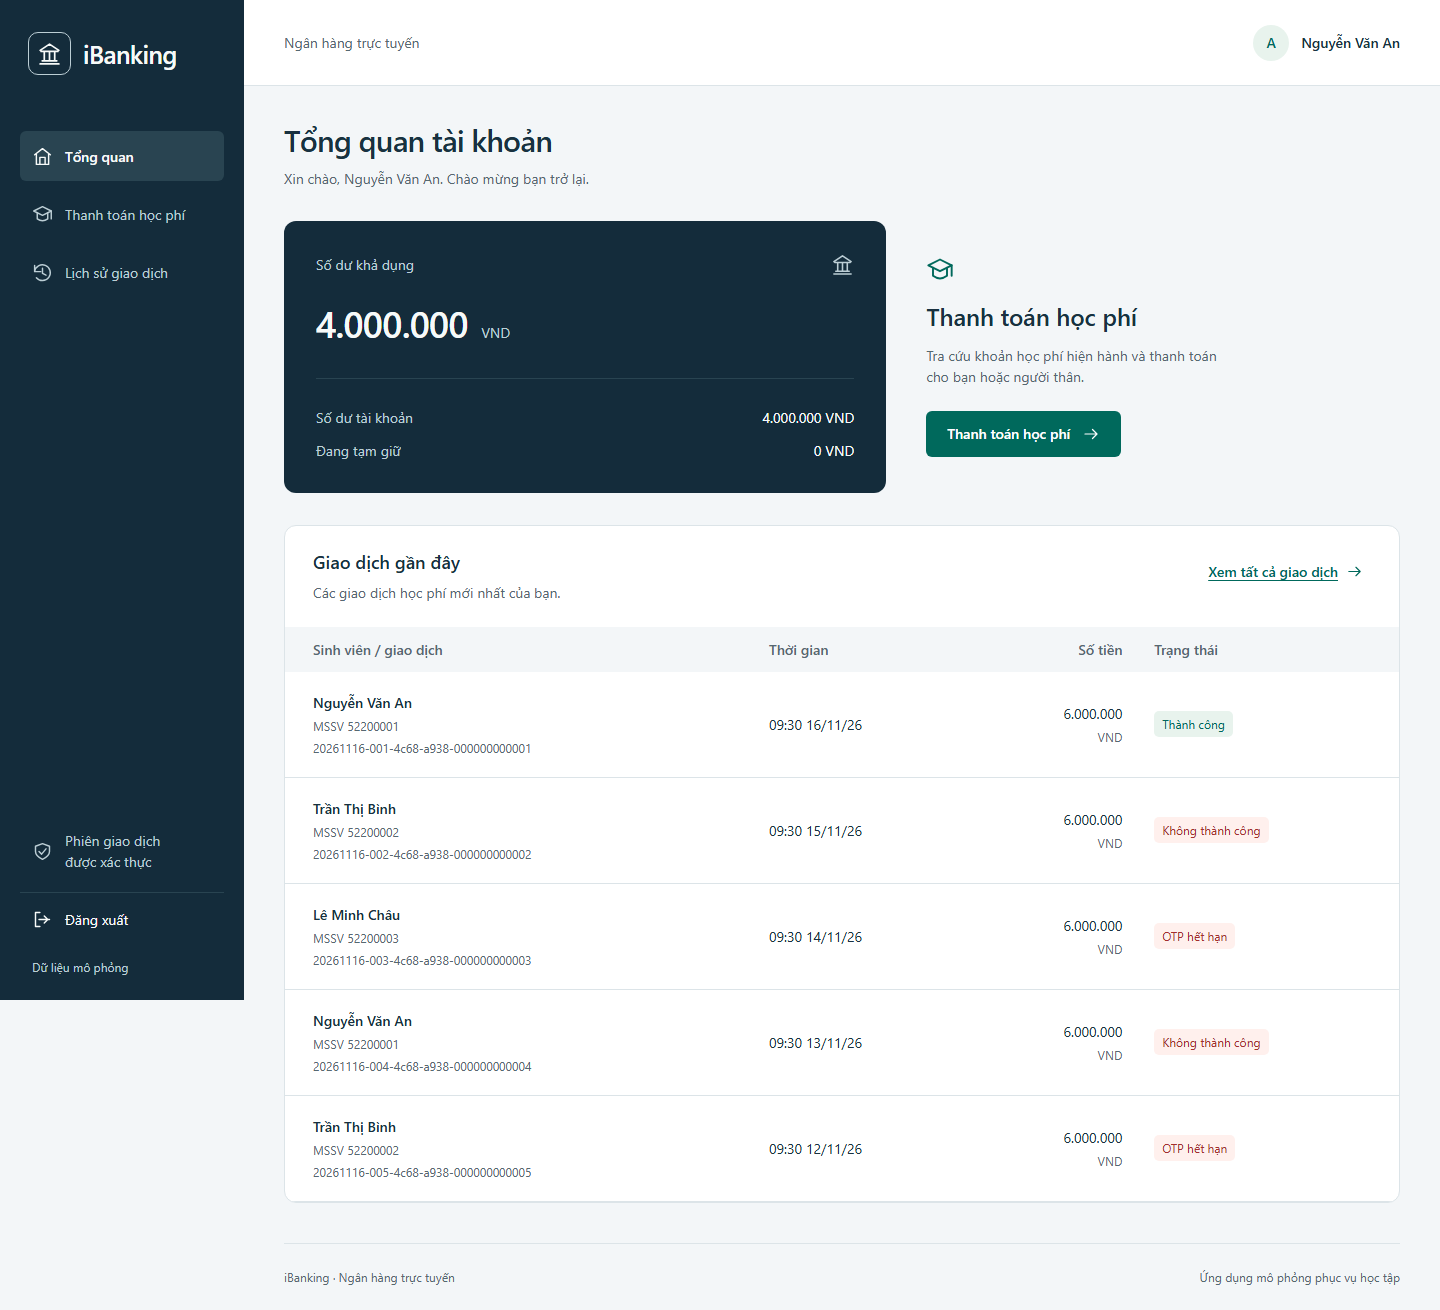 iBanking
Tổng quan
Thanh toán học phí
Lịch sử giao dịch
Phiên giao dịch
được xác thực
Đăng xuất
Dữ liệu mô phỏng
Ngân hàng trực tuyến
A
Nguyễn Văn An
Tổng quan tài khoản
Xin chào, Nguyễn Văn An. Chào mừng bạn trở lại.
Số dư khả dụng
4.000.000 VND
Số dư tài khoản 4.000.000 VND
Đang tạm giữ 0 VND
Thanh toán học phí
Tra cứu khoản học phí hiện hành và thanh toán
cho bạn hoặc người thân.
Thanh toán học phí
Giao dịch gần đây
Các giao dịch học phí mới nhất của bạn.
Xem tất cả giao dịch
Sinh viên / giao dịch Thời gian Số tiền Trạng thái
Nguyễn Văn An
MSSV 52200001
20261116-001-4c68-a938-000000000001
09:30 16/11/26
6.000.000
VND
Thành công
Trần Thị Bình
MSSV 52200002
20261116-002-4c68-a938-000000000002
09:30 15/11/26
6.000.000
VND
Không thành công
Lê Minh Châu
MSSV 52200003
20261116-003-4c68-a938-000000000003
09:30 14/11/26
6.000.000
VND
OTP hết hạn
Nguyễn Văn An
MSSV 52200001
20261116-004-4c68-a938-000000000004
09:30 13/11/26
6.000.000
VND
Không thành công
Trần Thị Bình
MSSV 52200002
20261116-005-4c68-a938-000000000005
09:30 12/11/26
6.000.000
VND
OTP hết hạn
iBanking · Ngân hàng trực tuyến
Ứng dụng mô phỏng phục vụ học tập